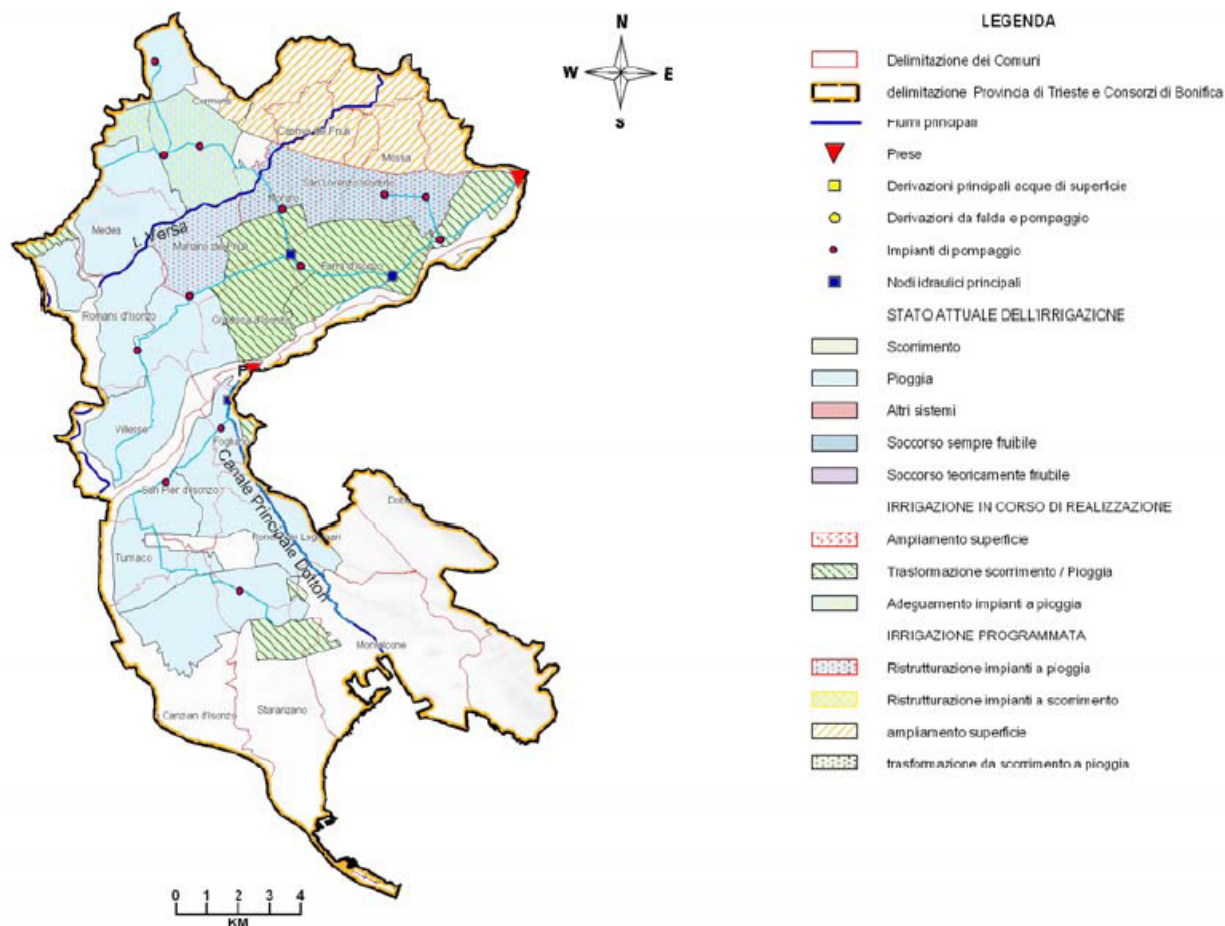 N
W E
S
Cormons
Capriva del Friuli
Mossa
San Lorenzo Isontino
Moraro
Medea
t. Versa
Mariano del Friuli
Farra d'Isonzo
Romans d'Isonzo
Gradisca d'Isonzo
P
Villesse
Fogliano
San Pier d'Isonzo
Canale Principale Dottori
Turriaco
Monfalcone
Staranzano
Canzian d'Isonzo
0 1 2 3 4
KM
LEGENDA
Delimitazione dei Comuni
delimitazione Provincia di Trieste e Consorzi di Bonifica
Fiumi principali
Prese
Derivazioni principali acque di superficie
Derivazioni da falda e pompaggio
Impianti di pompaggio
Nodi idraulici principali
STATO ATTUALE DELL'IRRIGAZIONE
Scorrimento
Pioggia
Altri sistemi
Soccorso sempre fruibile
Soccorso teoricamente friubile
IRRIGAZIONE IN CORSO DI REALIZZAZIONE
Ampliamento superficie
Trasformazione scorrimento / Pioggia
Adeguamento impianti a pioggia
IRRIGAZIONE PROGRAMMATA
Ristrutturazione impianti a pioggia
Ristrutturazione impianti a scorrimento
ampliamento superficie
trasformazione da scorrimento a pioggia